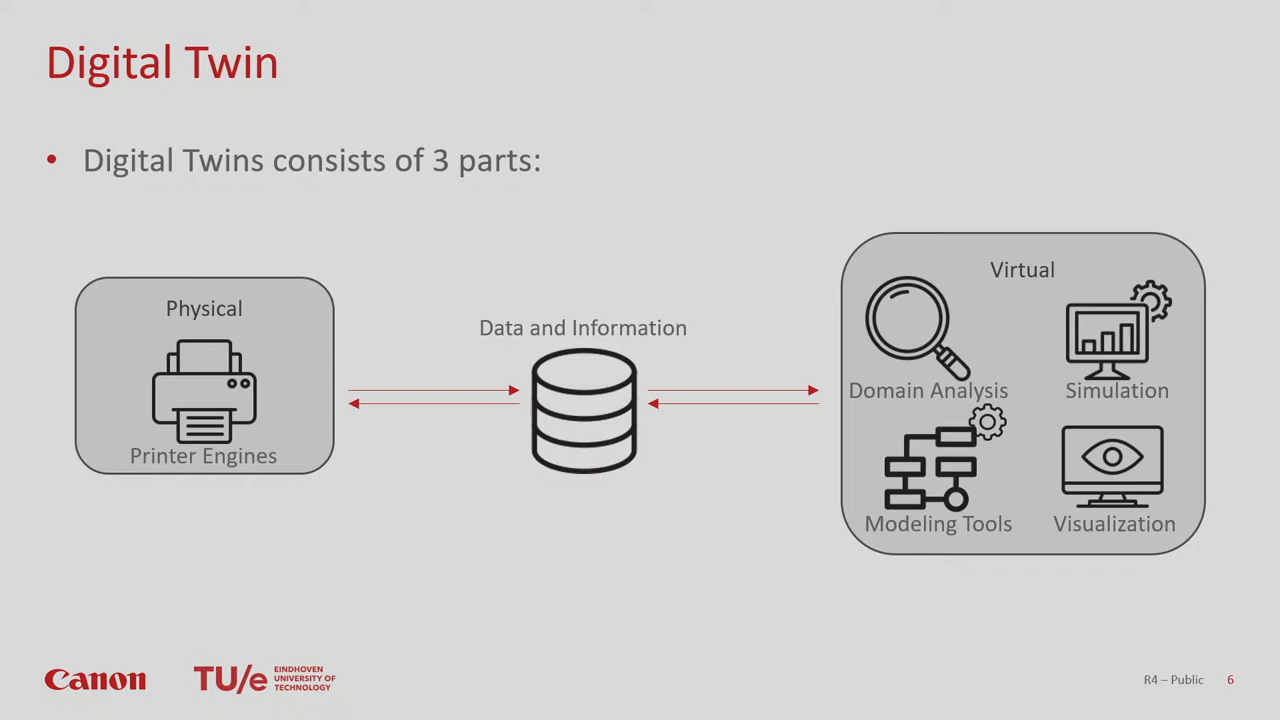 Digital Twin
• Digital Twins consists of 3 parts:
Physical
Printer Engines
Data and Information
Virtual
Domain Analysis
Simulation
Modeling Tools
Visualization
Canon
TU/e
EINDHOVEN
UNIVERSITY OF
TECHNOLOGY
R4 – Public
6